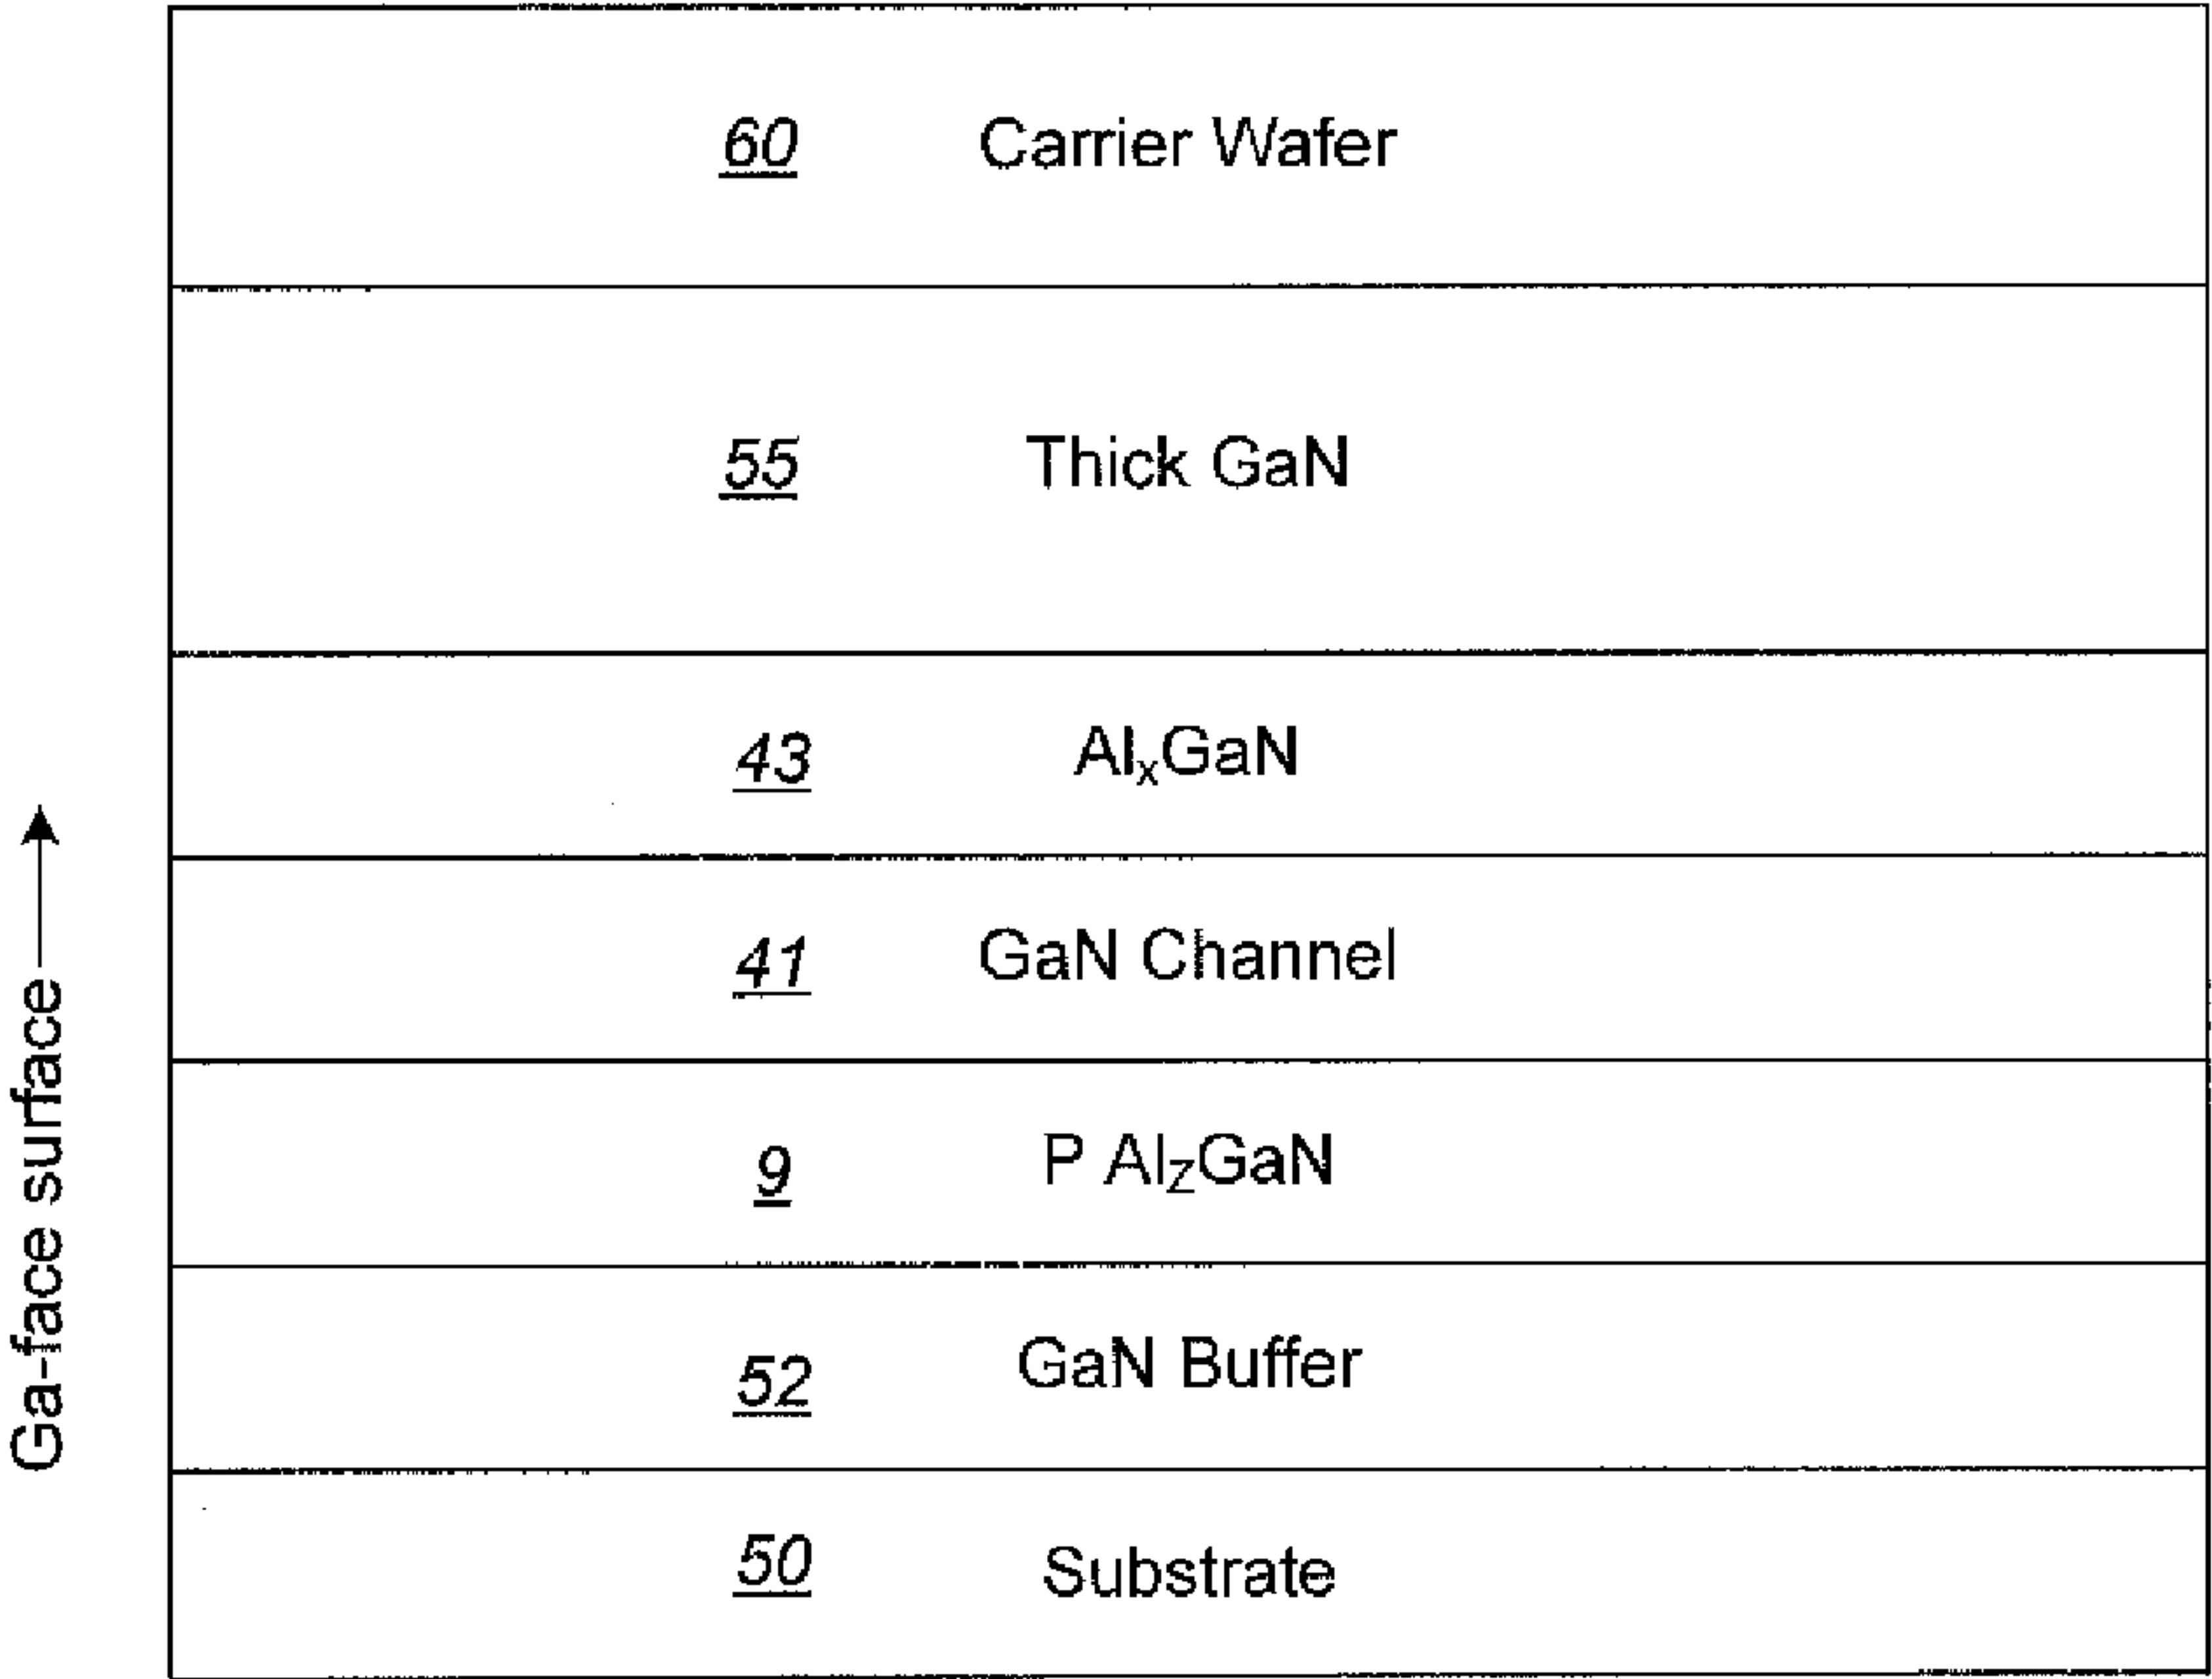 60 Carrier Wafer
55 Thick GaN
43 AlₓGaN
41 GaN Channel
9 P Al_ZGaN
52 GaN Buffer
50 Substrate
Ga-face surface